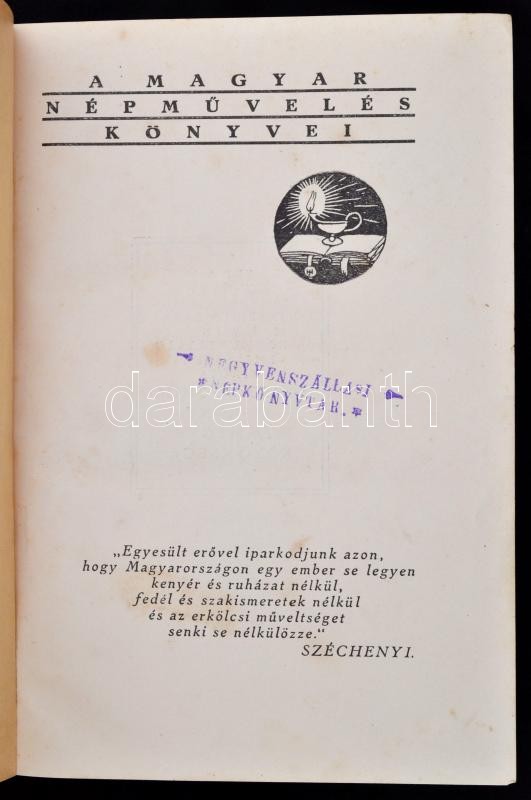 A MAGYAR
NÉPMŰVELÉS
KÖNYVEI
NEGYVENSZÁLLASI
*NÉPKÖNYVTÁR.*
darabanth
„Egyesült erővel iparkodjunk azon,
hogy Magyarországon egy ember se legyen
kenyér és ruházat nélkül,
fedél és szakismeretek nélkül
és az erkölcsi műveltséget
senki se nélkülözze.“
SZÉCHENYI.